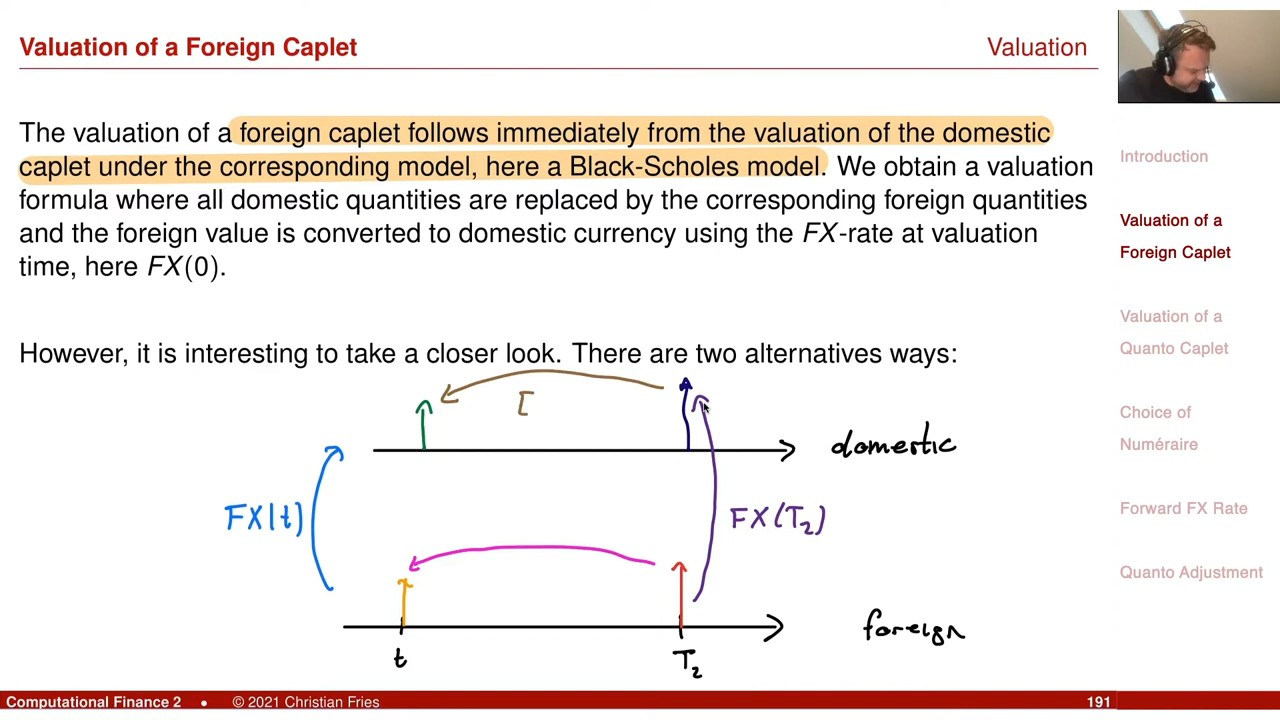 Valuation of a Foreign Caplet
Valuation
The valuation of a foreign caplet follows immediately from the valuation of the domestic
caplet under the corresponding model, here a Black-Scholes model. We obtain a valuation
formula where all domestic quantities are replaced by the corresponding foreign quantities
and the foreign value is converted to domestic currency using the FX-rate at valuation
time, here FX(0).
However, it is interesting to take a closer look. There are two alternatives ways:
[
domestic
FX(t)
FX(T₂)
foreign
t
T₂
Introduction
Valuation of a
Foreign Caplet
Valuation of a
Quanto Caplet
Choice of
Numéraire
Forward FX Rate
Quanto Adjustment
Computational Finance 2 • © 2021 Christian Fries
191